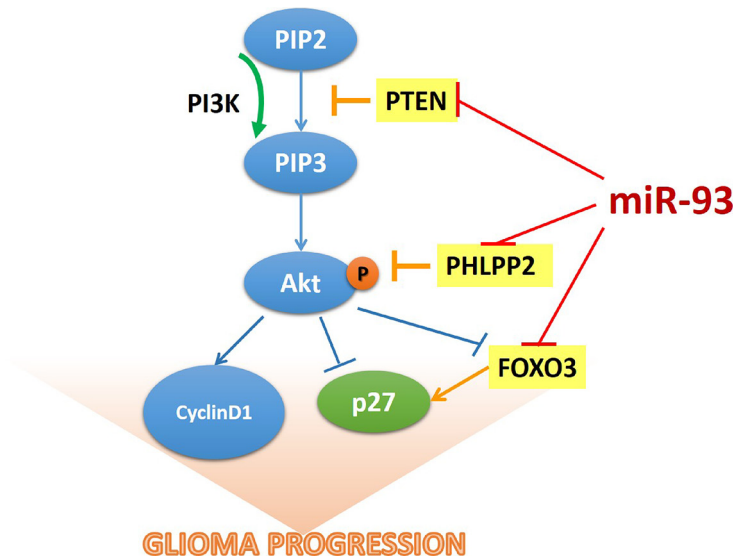 PIP2
PI3K
PTEN
PIP3
miR-93
Akt
P
PHLPP2
FOXO3
CyclinD1
p27
GLIOMA PROGRESSION